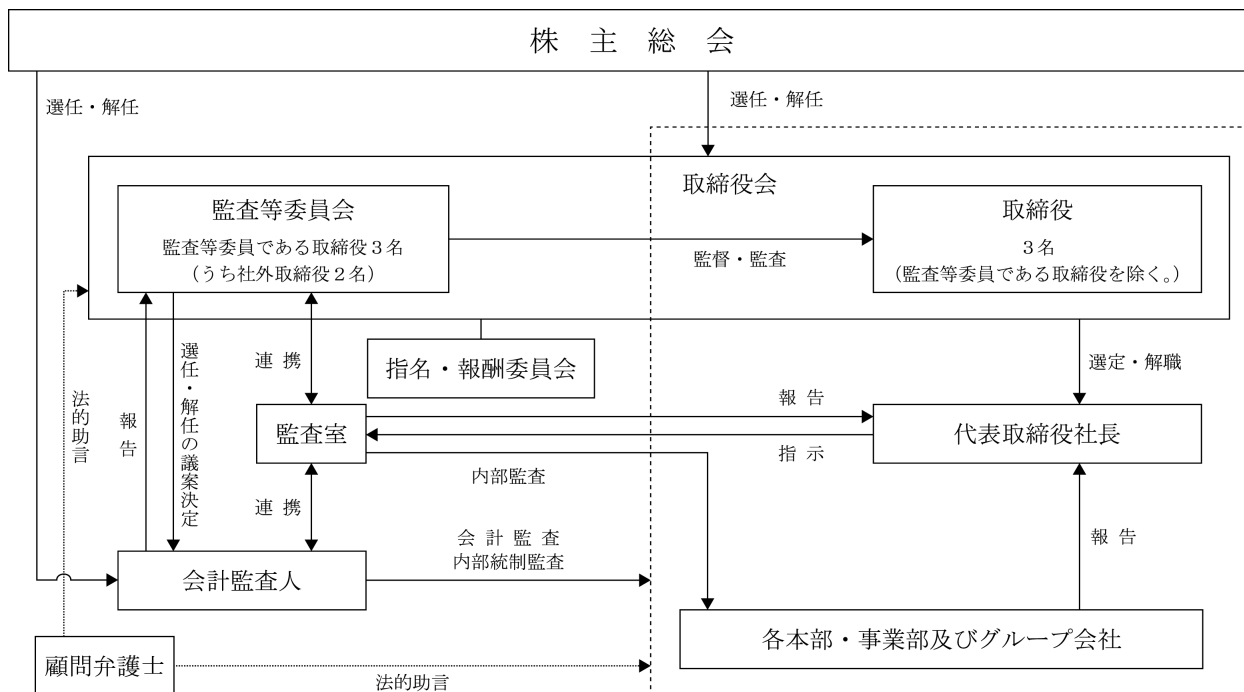 株 主 総 会
選任・解任
選任・解任
取締役会
監査等委員会
監査等委員である取締役3名
（うち社外取締役2名）
監督・監査
取締役
3名
（監査等委員である取締役を除く。）
指名・報酬委員会
選定・解職
法的助言
報告
選任・解任の議案決定
連 携
監査室
報 告
指 示
内部監査
代表取締役社長
連 携
会 計 監 査
内部統制監査
報 告
会計監査人
各本部・事業部及びグループ会社
顧問弁護士
法的助言